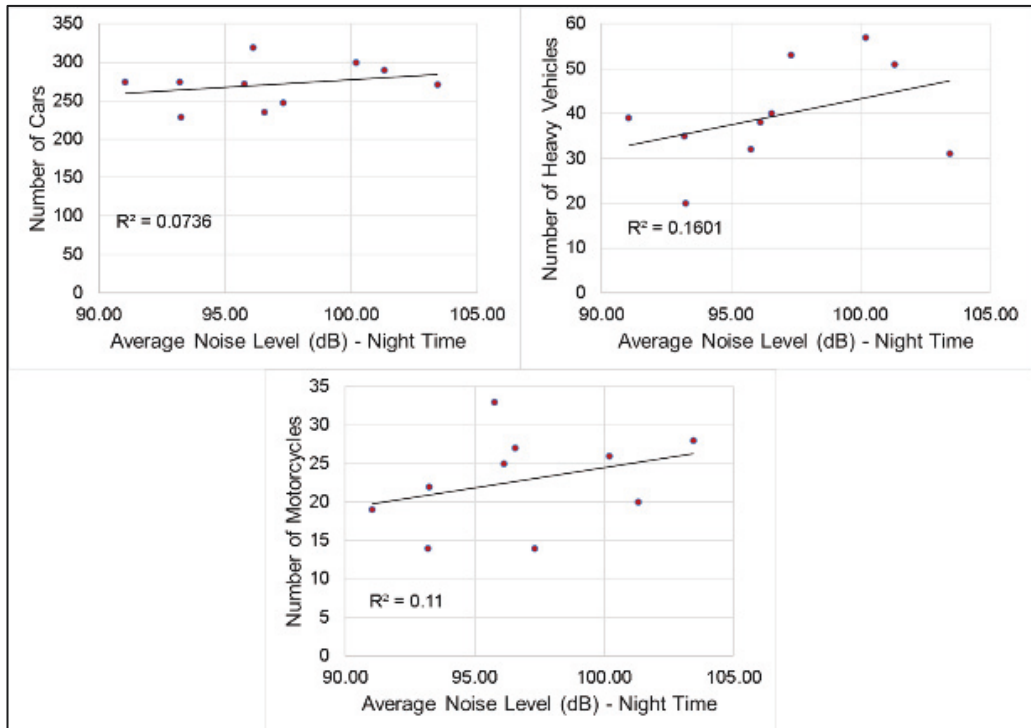 Number of Cars
350
300
250
200
150
100
50
0
R² = 0.0736
90.00 95.00 100.00 105.00
Average Noise Level (dB) - Night Time
Number of Heavy Vehicles
60
50
40
30
20
10
0
R² = 0.1601
90.00 95.00 100.00 105.00
Average Noise Level (dB) - Night Time
Number of Motorcycles
35
30
25
20
15
10
5
0
R² = 0.11
90.00 95.00 100.00 105.00
Average Noise Level (dB) - Night Time